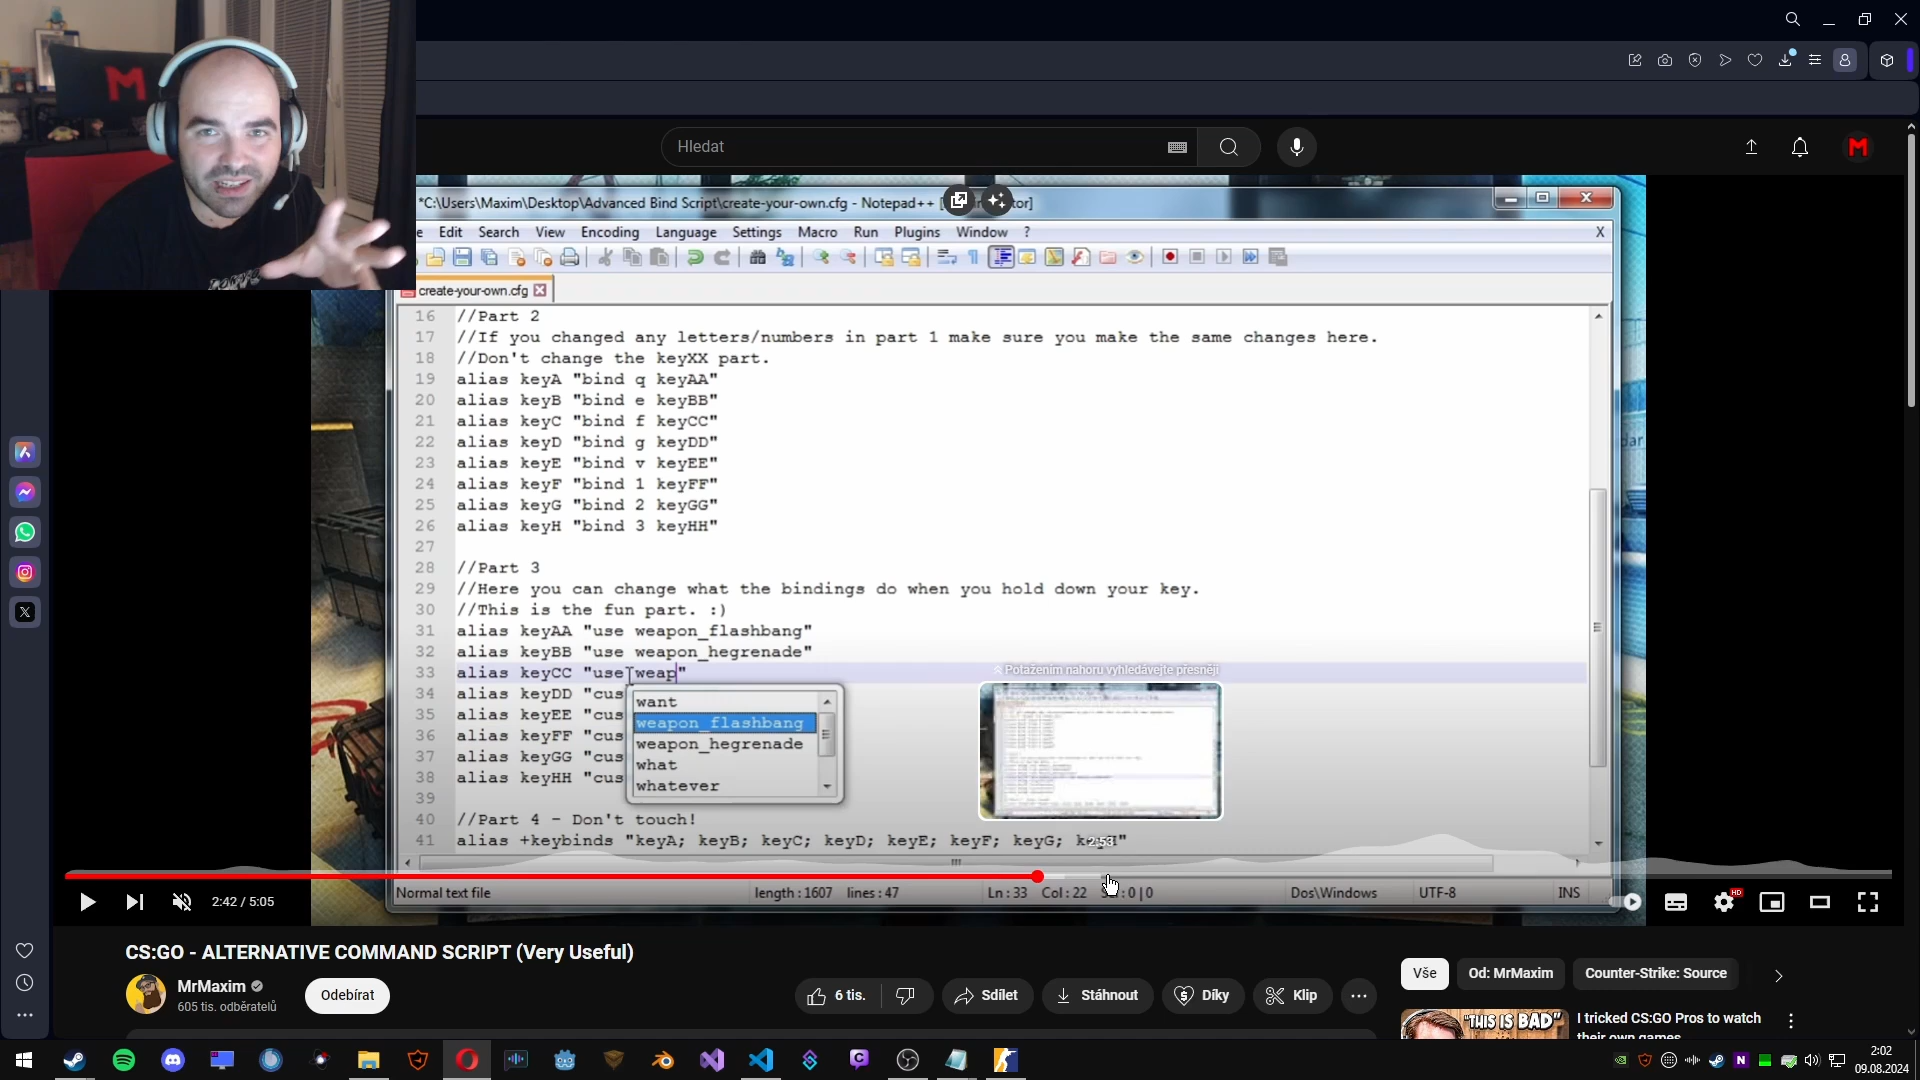 Hledat
*C:\Users\Maxim\Desktop\Advanced Bind Script\create-your-own.cfg - Notepad++
Edit Search View Encoding Language Settings Macro Run Plugins Window ? X
create-your-own.cfg
16 //Part 2
17 //If you changed any letters/numbers in part 1 make sure you make the same changes here.
18 //Don't change the keyXX part.
19 alias keyA "bind q keyAA"
20 alias keyB "bind e keyBB"
21 alias keyC "bind f keyCC"
22 alias keyD "bind g keyDD"
23 alias keyE "bind v keyEE"
24 alias keyF "bind 1 keyFF"
25 alias keyG "bind 2 keyGG"
26 alias keyH "bind 3 keyHH"
27
28 //Part 3
29 //Here you can change what the bindings do when you hold down your key.
30 //This is the fun part. :)
31 alias keyAA "use weapon_flashbang"
32 alias keyBB "use weapon_hegrenade"
33 alias keyCC "use weap"
34 alias keyDD "cus
35 alias keyEE "cus
36 alias keyFF "cus
37 alias keyGG "cus
38 alias keyHH "cus
39
40 //Part 4 - Don't touch!
41 alias +keybinds "keyA; keyB; keyC; keyD; keyE; keyF; keyG; keyH"
want
weapon_flashbang
weapon_hegrenade
what
whatever
Potažením nahoru vyhledávejte přesněji
2:53
Normal text file length : 1607 lines : 47 Ln : 33 Col : 22 Sel : 0 | 0 Dos\Windows UTF-8 INS
2:42 / 5:05
HD
CS:GO - ALTERNATIVE COMMAND SCRIPT (Very Useful)
MrMaxim
605 tis. odběratelů
Odebírat
6 tis.
Sdílet
Stáhnout
Díky
Klip
Vše
Od: MrMaxim
Counter-Strike: Source
"THIS IS BAD"
I tricked CS:GO Pros to watch
their own games
2:02
09.08.2024